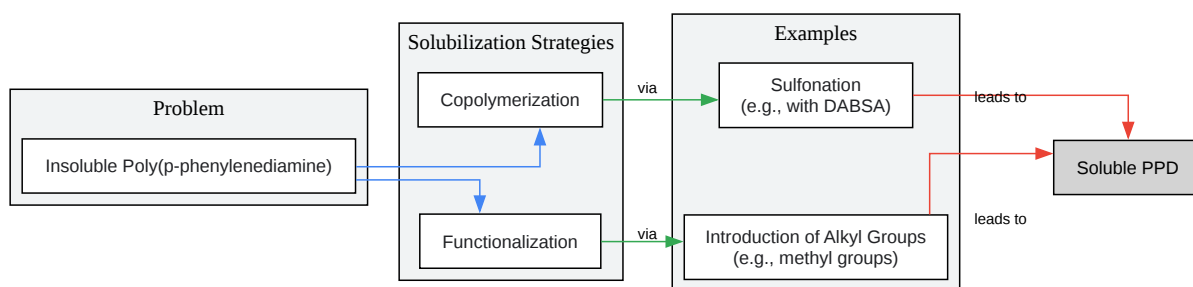 Problem
Insoluble Poly(p-phenylenediamine)
Solubilization Strategies
Copolymerization
Functionalization
via
via
Examples
Sulfonation
(e.g., with DABSA)
Introduction of Alkyl Groups
(e.g., methyl groups)
leads to
leads to
Soluble PPD